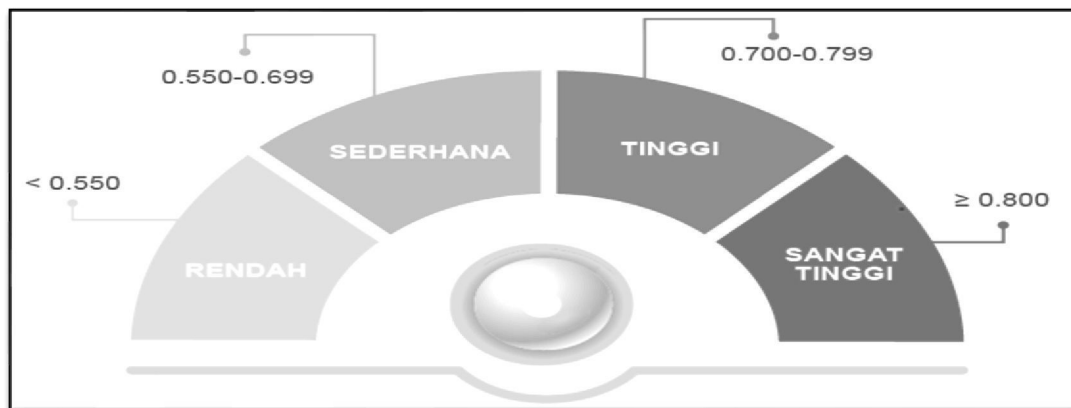 0.550-0.699
0.700-0.799
SEDERHANA
TINGGI
< 0.550
≥ 0.800
RENDAH
SANGAT
TINGGI